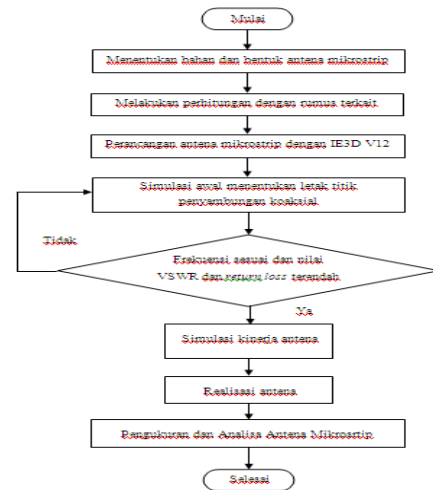 Mulai
Menentukan bahan dan bentuk antena mikrostrip
Melakukan perhitungan dengan rumus terkait
Perancangan antena mikrostrip dengan IE3D V12
Simulasi awal menentukan letak titik
penyambungan koaksial
Tidak
Frekuensi sesuai dan nilai
VSWR dan return loss terendah
Ya
Simulasi kinerja antena
Realisasi antena
Pengukuran dan Analisa Antena Mikrosrtip
Selesai